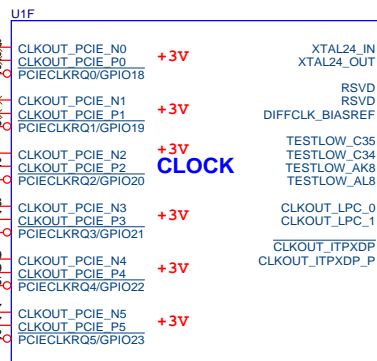 U1F
CLKOUT_PCIE_N0
CLKOUT_PCIE_P0
PCIECLKRQ0/GPIO18
+3V
CLKOUT_PCIE_N1
CLKOUT_PCIE_P1
PCIECLKRQ1/GPIO19
+3V
CLKOUT_PCIE_N2
CLKOUT_PCIE_P2
PCIECLKRQ2/GPIO20
+3V
CLOCK
CLKOUT_PCIE_N3
CLKOUT_PCIE_P3
PCIECLKRQ3/GPIO21
+3V
CLKOUT_PCIE_N4
CLKOUT_PCIE_P4
PCIECLKRQ4/GPIO22
+3V
CLKOUT_PCIE_N5
CLKOUT_PCIE_P5
PCIECLKRQ5/GPIO23
+3V
XTAL24_IN
XTAL24_OUT
RSVD
RSVD
DIFFCLK_BIASREF
TESTLOW_C35
TESTLOW_C34
TESTLOW_AK8
TESTLOW_AL8
CLKOUT_LPC_0
CLKOUT_LPC_1
CLKOUT_ITPXDP
CLKOUT_ITPXDP_P